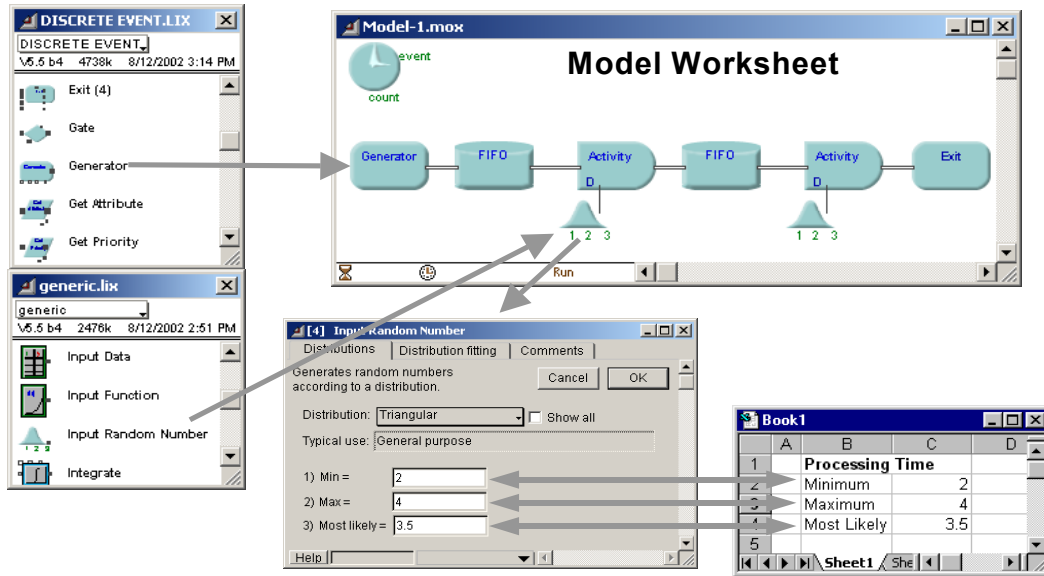 DISCRETE EVENT.LIX
DISCRETE EVENT
V5.5 b4 4738k 8/12/2002 3:14 PM
Exit (4)
Gate
Generator
Get Attribute
Get Priority
generic.lix
generic
V5.5 b4 2476k 8/12/2002 2:51 PM
Input Data
Input Function
Input Random Number
1 2 3
Integrate
Model-1.mox
event
count
Model Worksheet
Generator FIFO Activity FIFO Activity Exit
D D
1 2 3 1 2 3
Run
[4] Input Random Number
Distributions Distribution fitting Comments
Generates random numbers
according to a distribution.
Cancel OK
Distribution: Triangular Show all
Typical use: General purpose
1) Min = 2
2) Max = 4
3) Most likely = 3.5
Help
Book1
A B C D
1 Processing Time
2 Minimum 2
3 Maximum 4
4 Most Likely 3.5
5
Sheet1 She